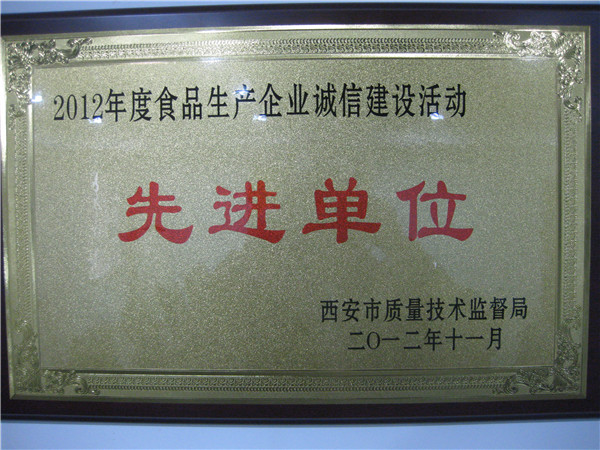 2012年度食品生产企业诚信建设活动
先进单位
西安市质量技术监督局
二〇一二年十一月